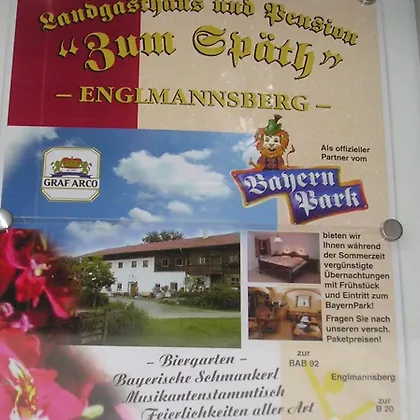 Landgasthaus und Pension
"Zum Späth"
- ENGLMANNSBERG -
GRAF ARCO
Als offizieller
Partner vom
Bayern
Park
bieten wir
Ihnen während
der Sommerzeit
vergünstigte
Übernachtungen
mit Frühstück
und Eintritt zum
BayernPark!
Fragen Sie nach
unseren versch.
Paketpreisen!
- Biergarten -
Bayerische Schmankerl
Musikantenstammtisch
Feierlichkeiten aller Art
zur
BAB 92
Englmannsberg
zur
B 20